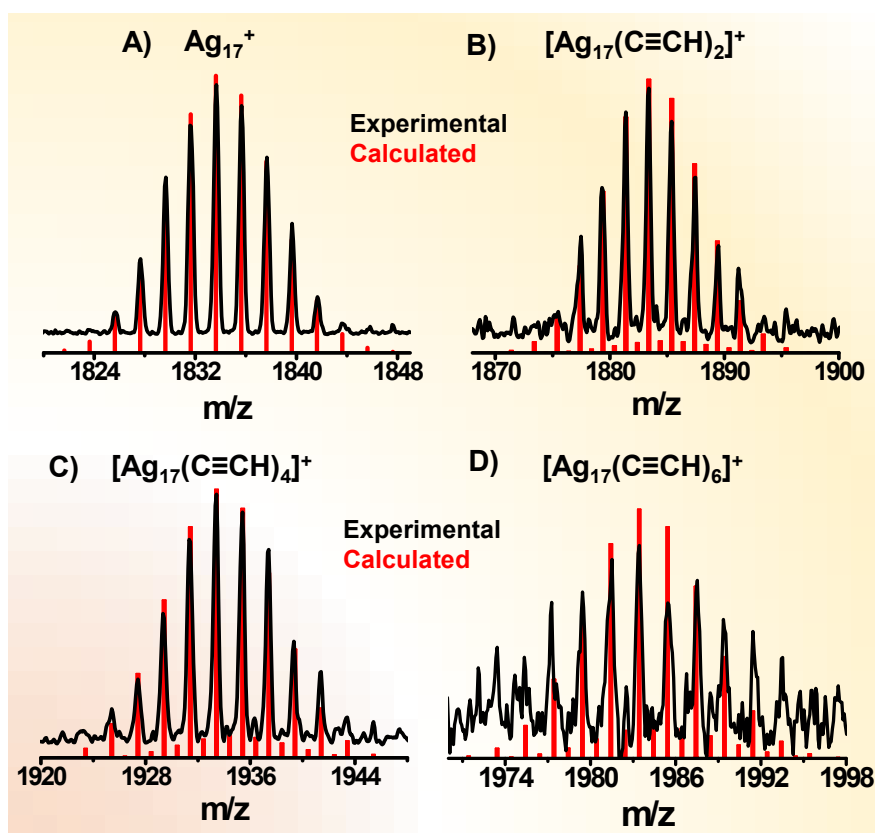 A) Ag₁₇⁺
B) [Ag₁₇(C≡CH)₂]⁺
Experimental
Calculated
1824 1832 1840 1848
m/z
1870 1880 1890 1900
m/z
C) [Ag₁₇(C≡CH)₄]⁺
D) [Ag₁₇(C≡CH)₆]⁺
Experimental
Calculated
1920 1928 1936 1944
m/z
1974 1980 1986 1992 1998
m/z